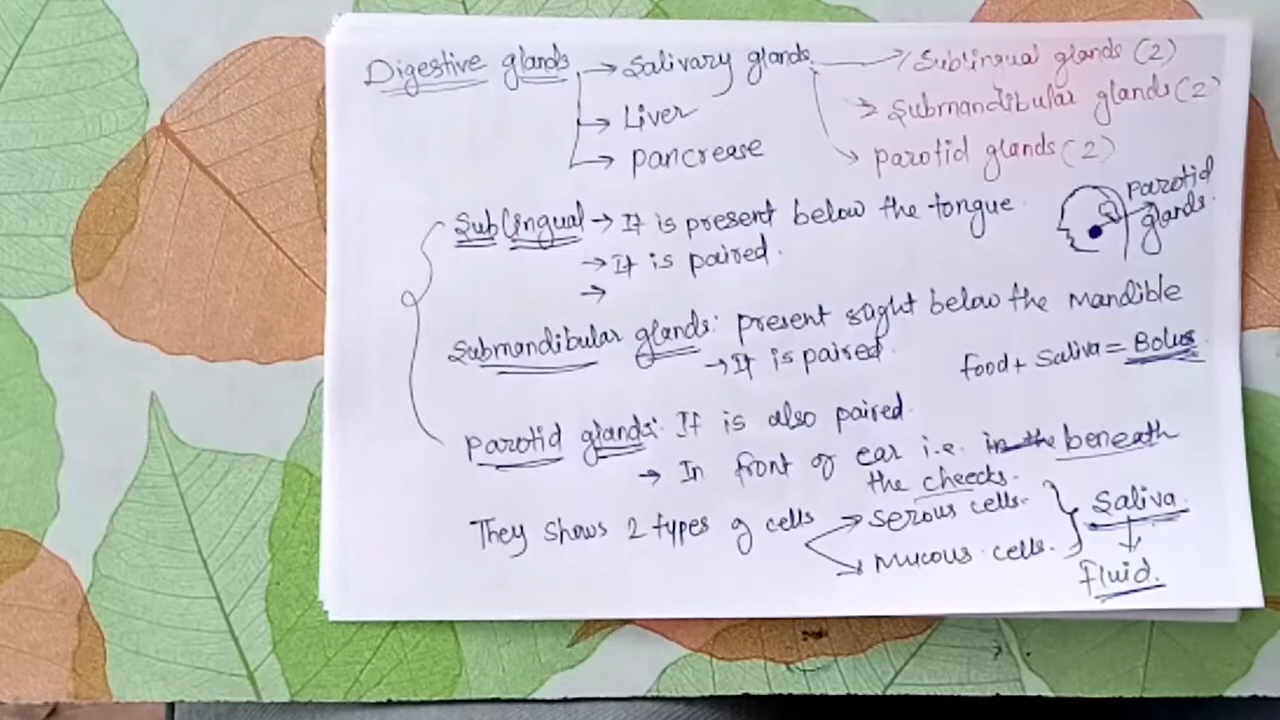 Digestive glands → Salivary glands → Sublingual glands (2)
→ Liver → Submandibular glands (2)
→ Pancrease → Parotid glands (2)
Sublingual → It is present below the tongue
Parotid
glands.
→ It is paired.
→
Submandibular glands: present right below the Mandible
→ It is paired.
food + Saliva = Bolus
Parotid glands: It is also paired.
→ In front of ear i.e. in the beneath
the cheecks.
They shows 2 types of cells → Serous cells.
→ Mucous cells.
Saliva
↓
fluid.